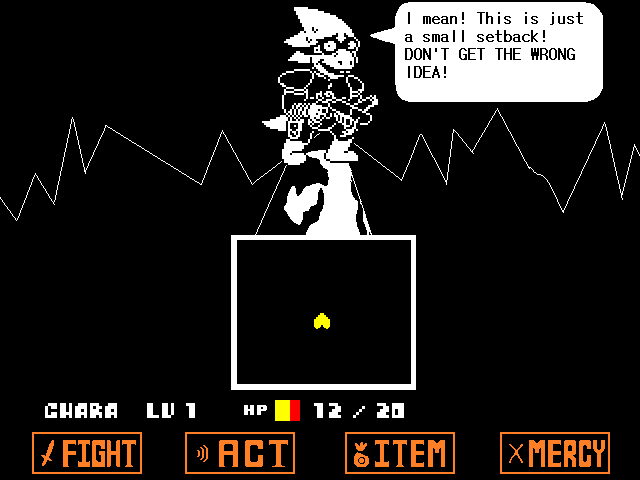 I mean! This is just
a small setback!
DON'T GET THE WRONG
IDEA!
CHARA LV 1 HP 12 / 20
FIGHT ACT ITEM MERCY